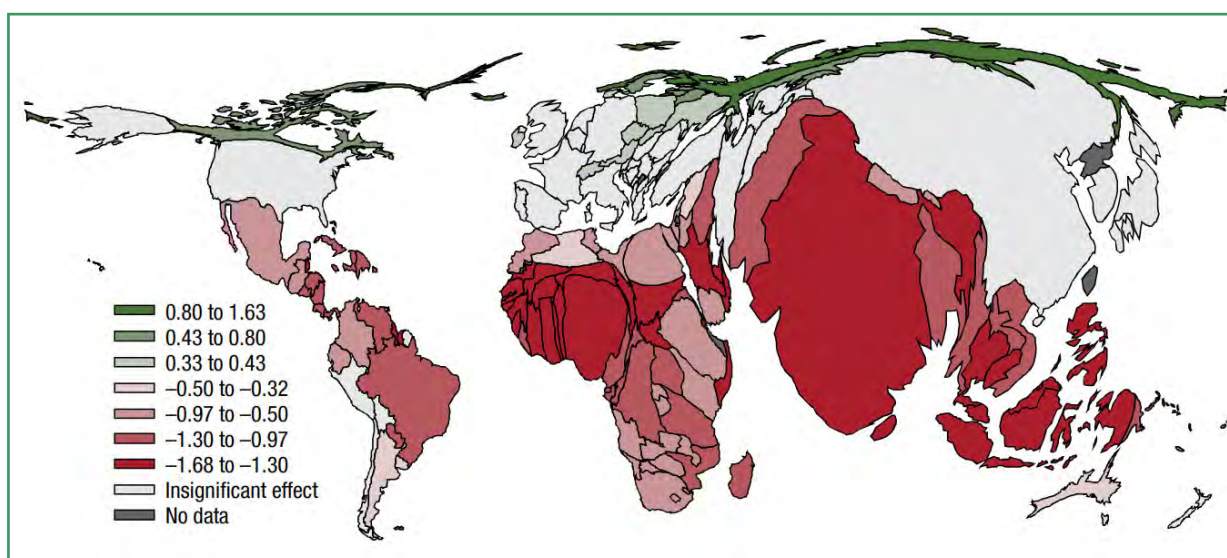 0.80 to 1.63
0.43 to 0.80
0.33 to 0.43
–0.50 to –0.32
–0.97 to –0.50
–1.30 to –0.97
–1.68 to –1.30
Insignificant effect
No data